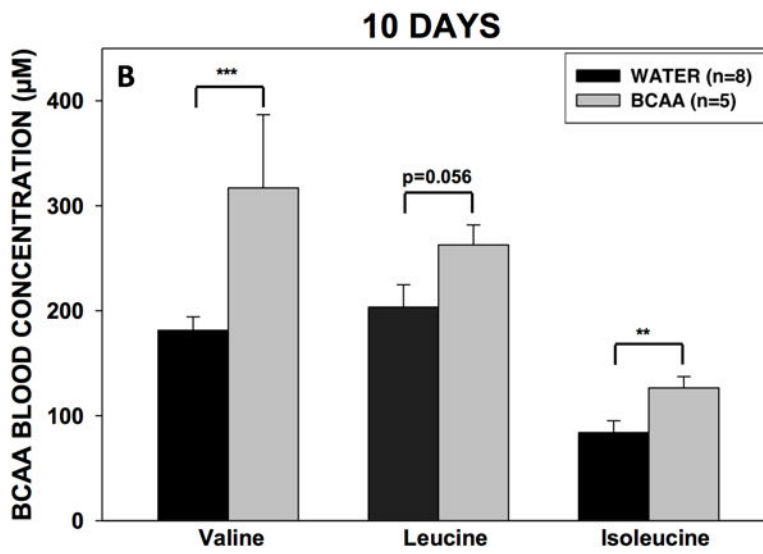 10 DAYS
B
WATER (n=8)
BCAA (n=5)
BCAA BLOOD CONCENTRATION (µM)
400
300
200
100
0
***
p=0.056
**
Valine
Leucine
Isoleucine